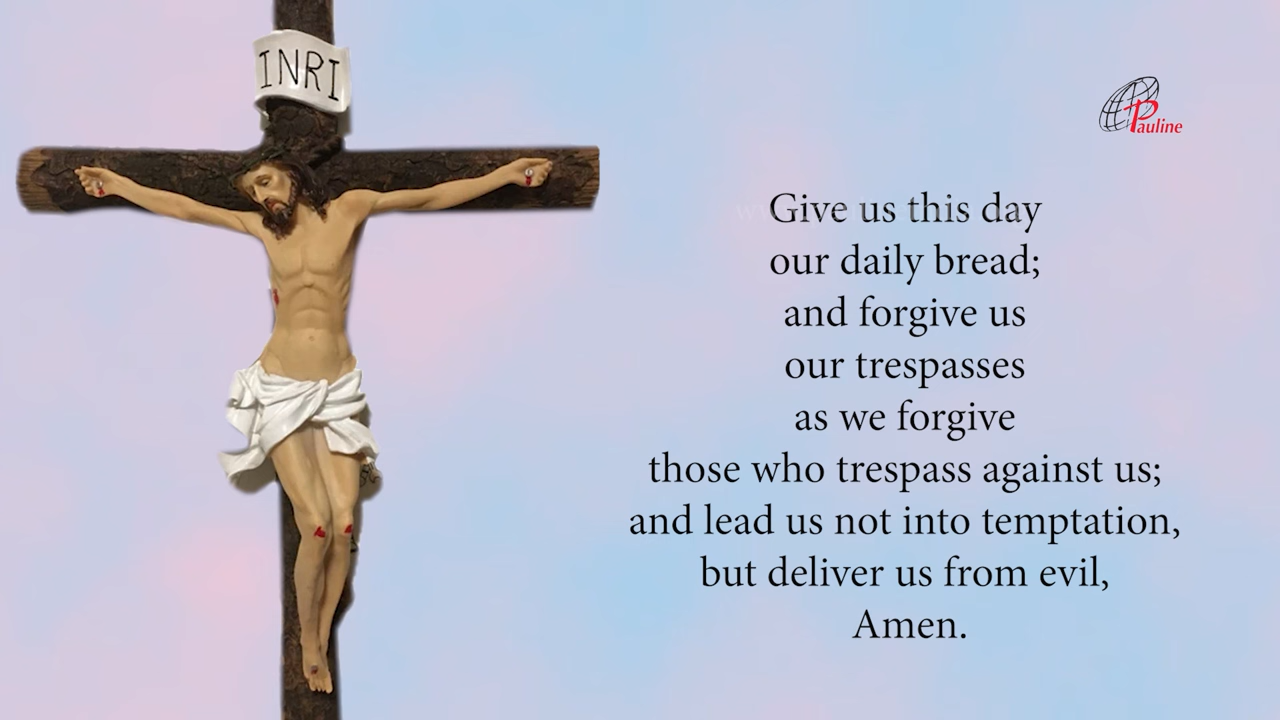 INRI
Pauline
Give us this day
our daily bread;
and forgive us
our trespasses
as we forgive
those who trespass against us;
and lead us not into temptation,
but deliver us from evil,
Amen.